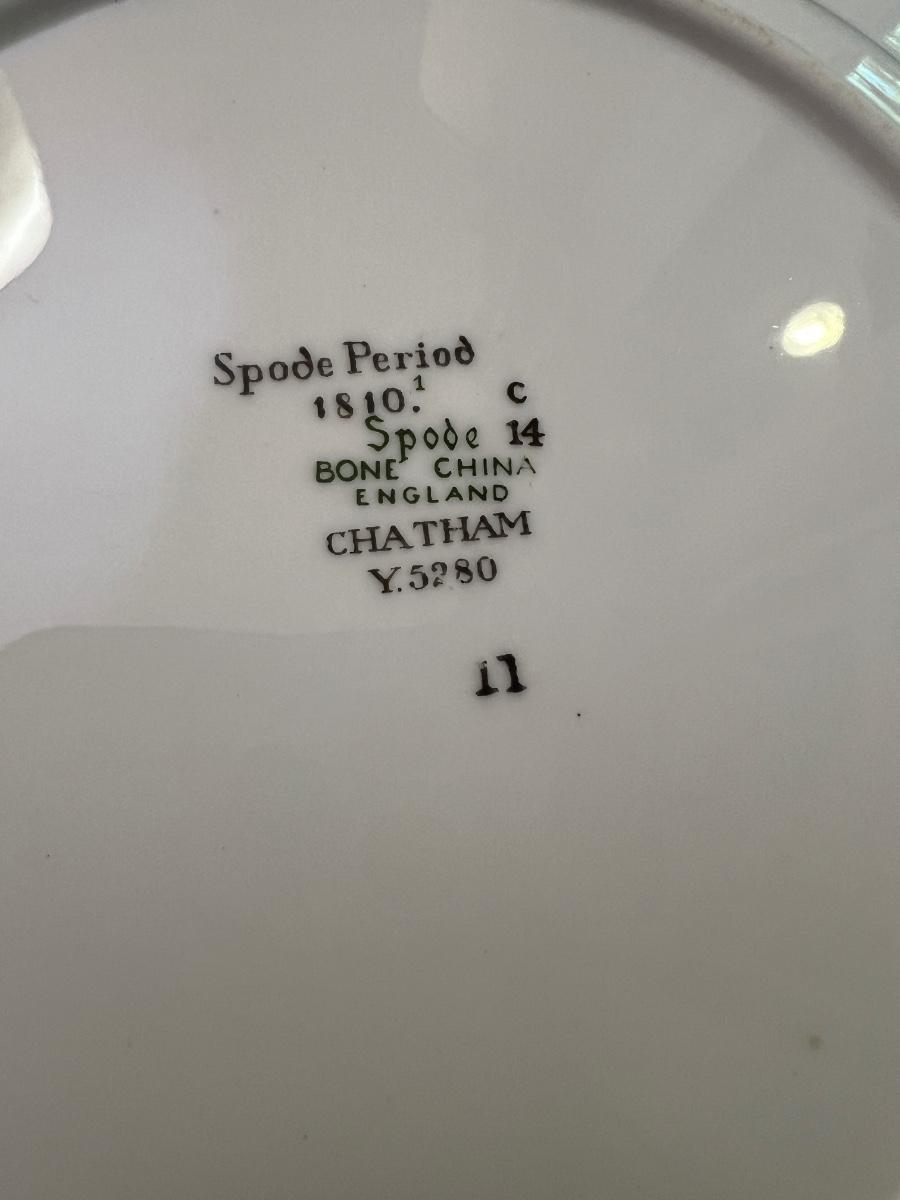 Spode Period
1810.¹ C
Spode 14
BONE CHINA
ENGLAND
CHATHAM
Y.5280
11